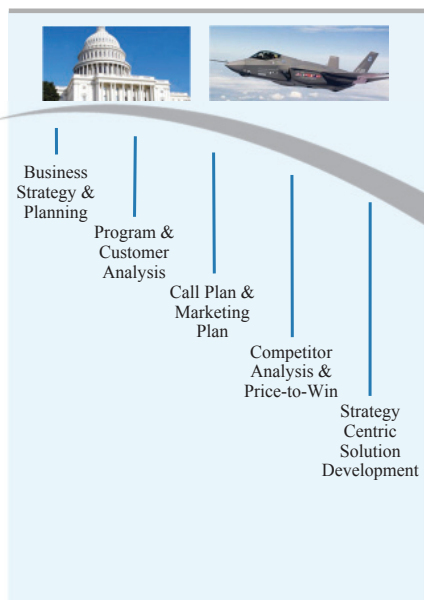 Business
Strategy &
Planning
Program &
Customer
Analysis
Call Plan &
Marketing
Plan
Competitor
Analysis &
Price-to-Win
Strategy
Centric
Solution
Development